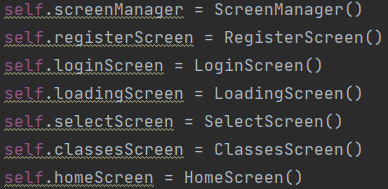 self.screenManager = ScreenManager()
self.registerScreen = RegisterScreen()
self.loginScreen = LoginScreen()
self.loadingScreen = LoadingScreen()
self.selectScreen = SelectScreen()
self.classesScreen = ClassesScreen()
self.homeScreen = HomeScreen()